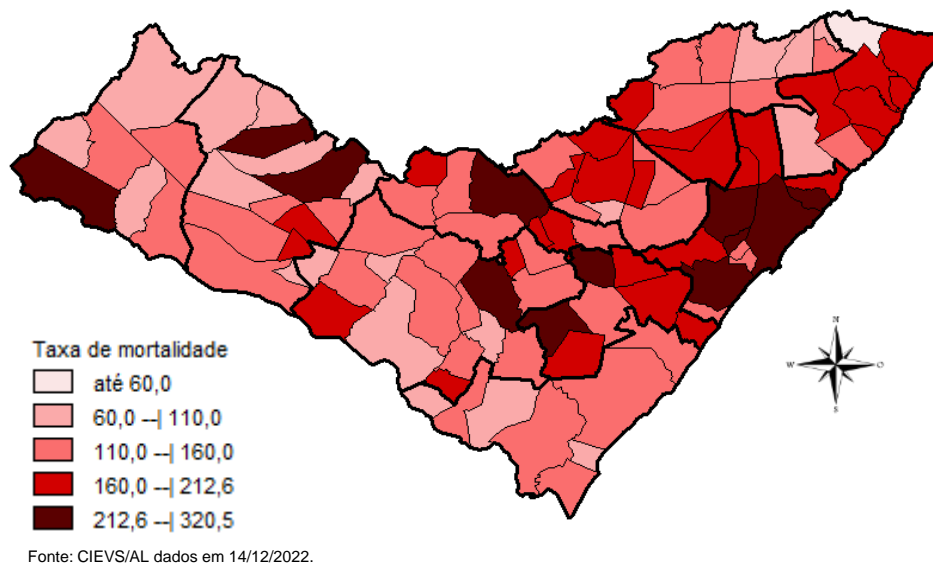 N
W
O
S
Taxa de mortalidade
até 60,0
60,0 --| 110,0
110,0 --| 160,0
160,0 --| 212,6
212,6 --| 320,5
Fonte: CIEVS/AL dados em 14/12/2022.